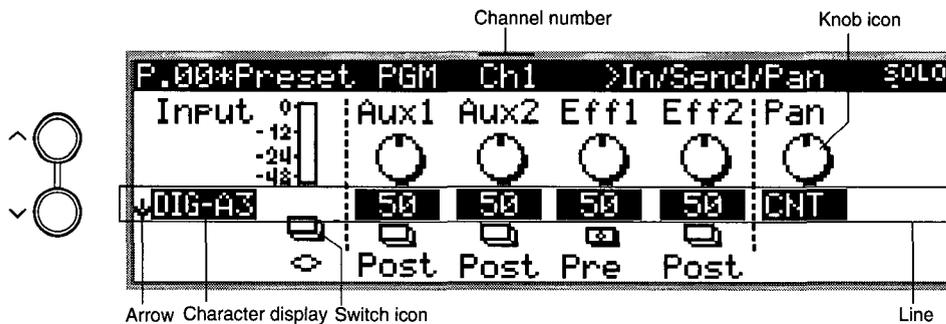 Channel number
Knob icon
P.00*Preset PGM Ch1 >In/Send/Pan SOLO
Input 0 Aux1 Aux2 Eff1 Eff2 Pan
-12
-24
-48
DIG-A3 50 50 50 50 CNT
Post Post Pre Post
Arrow Character display Switch icon Line